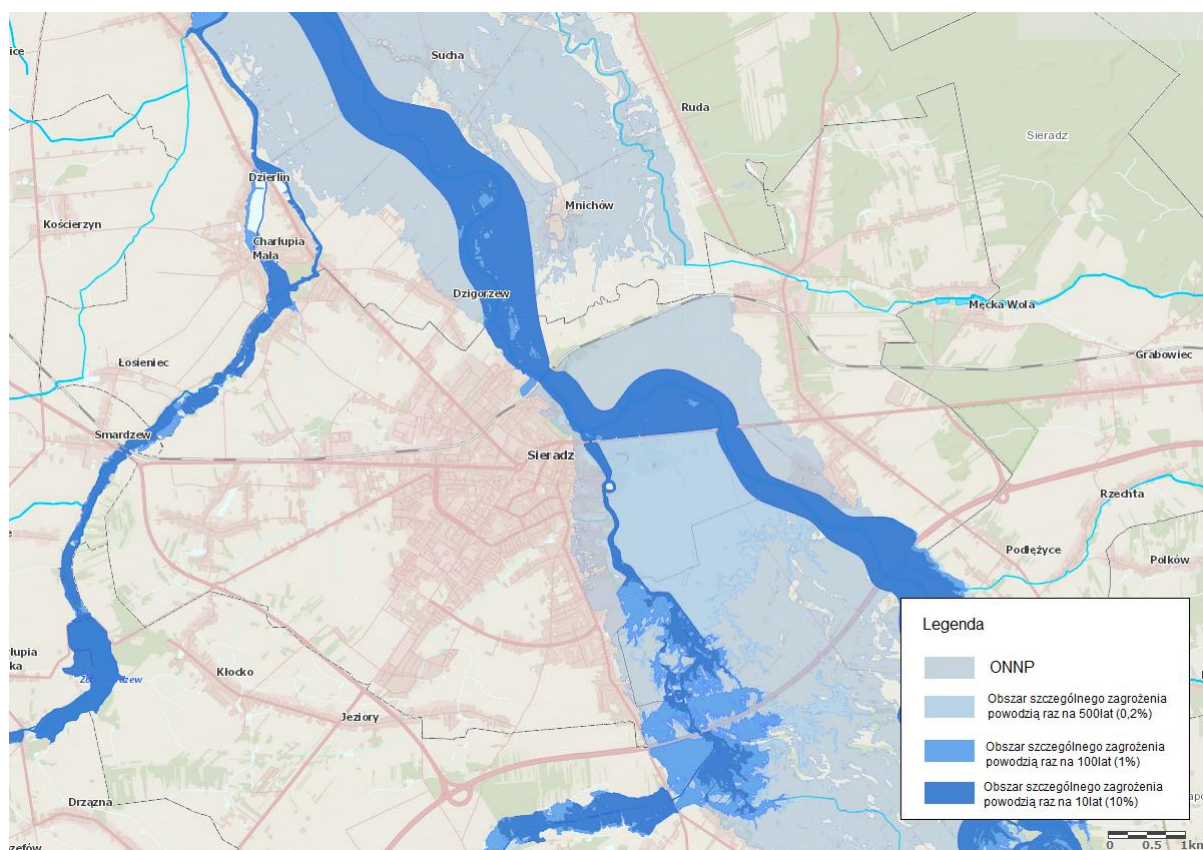 Sucha
Ruda
Sieradz
Dzierlin
Kościerzyn
Mnichów
Charłupia
Mała
Dzigorzew
Męcka Wola
Łosieniec
Grabowiec
Smardzew
Sieradz
Rzechta
Podłężyce
Polków
Kłocko
Jeziory
Drzązna
Legenda
ONNP
Obszar szczególnego zagrożenia
powodzią raz na 500lat (0,2%)
Obszar szczególnego zagrożenia
powodzią raz na 100lat (1%)
Obszar szczególnego zagrożenia
powodzią raz na 10lat (10%)
0 0.5 1km